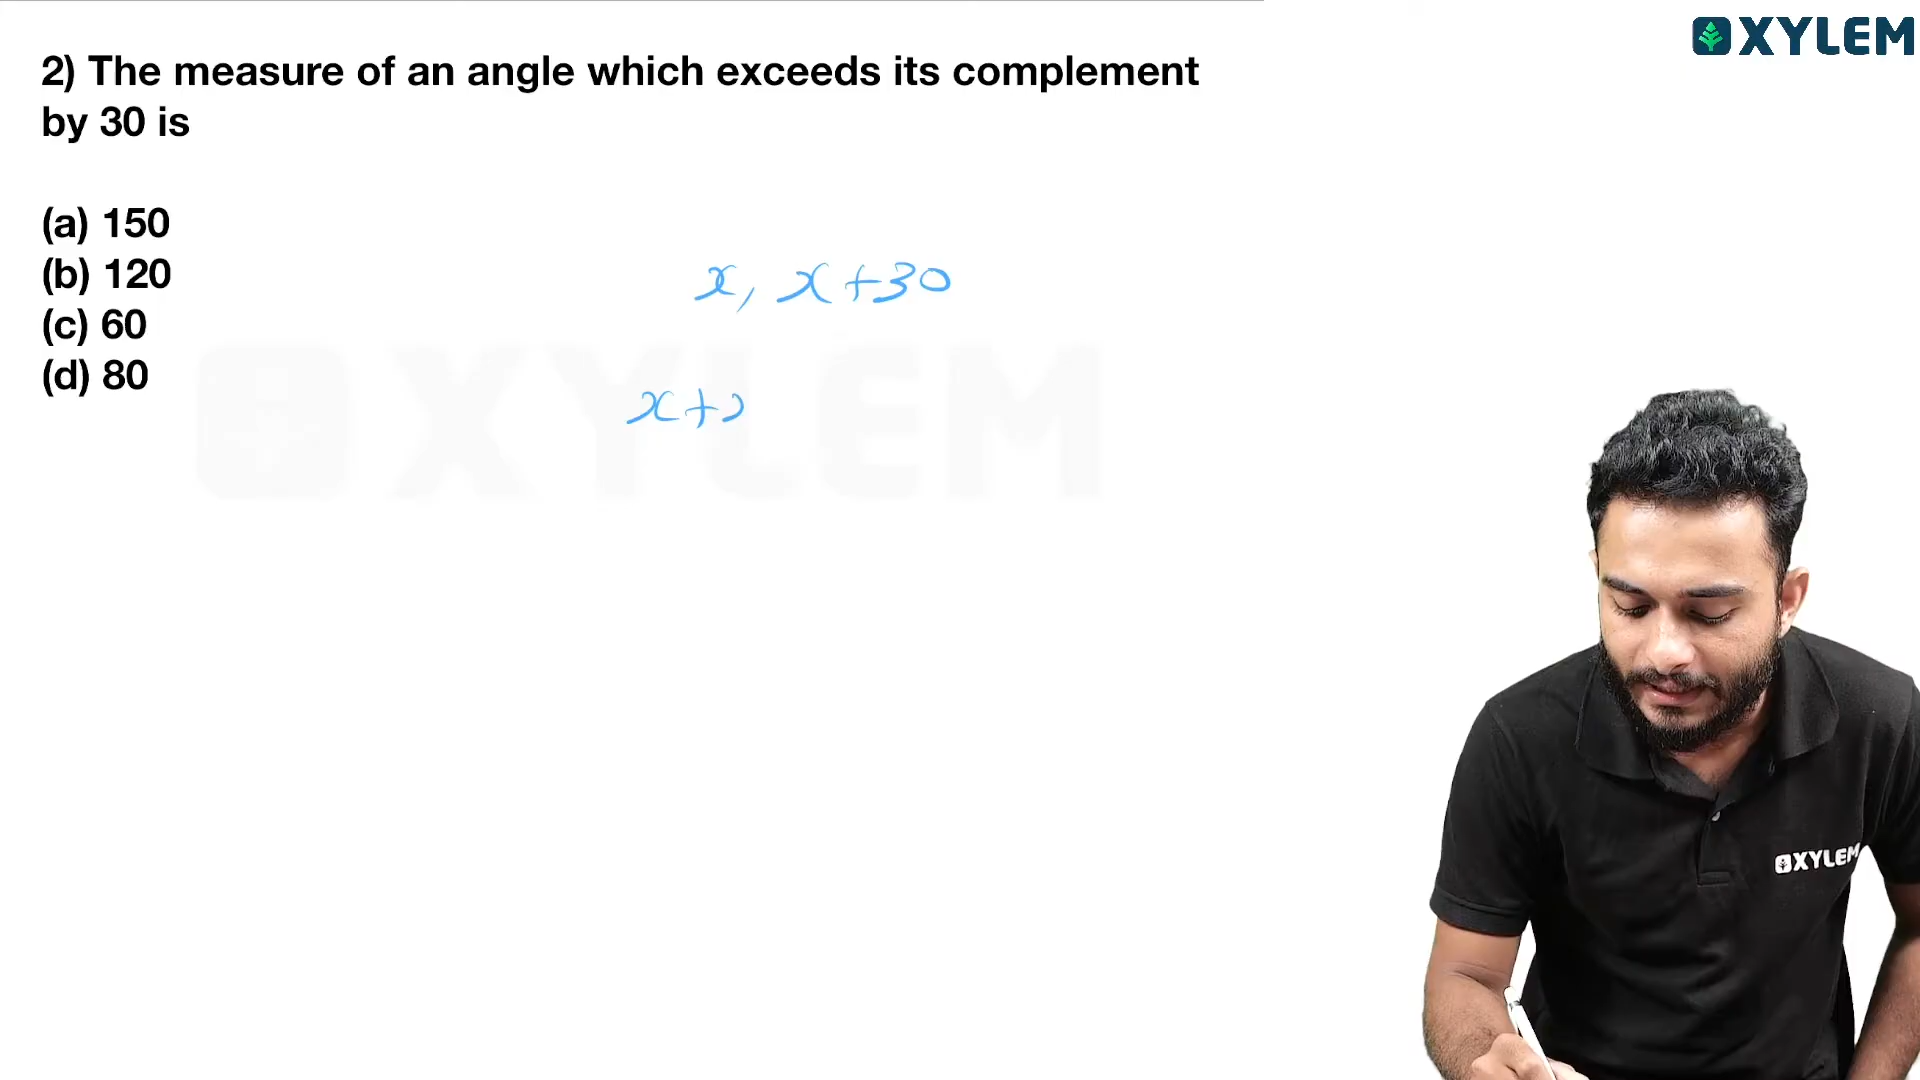 XYLEM
2) The measure of an angle which exceeds its complement
by 30 is
(a) 150
(b) 120
(c) 60
(d) 80
x, x+30
x+
XYLEM
XYLEM